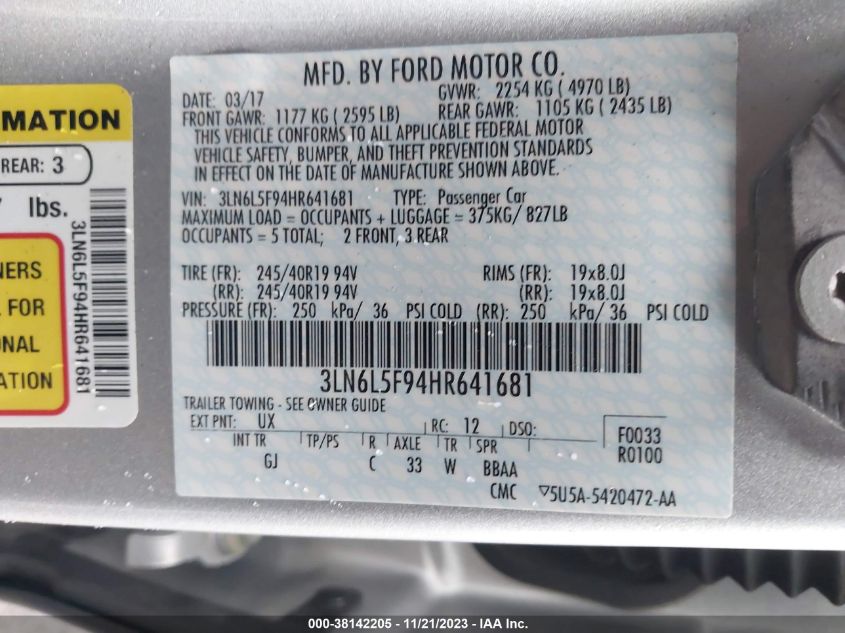 MATION
REAR: 3
lbs.
NERS
FOR
ONAL
ATION
3LN6L5F94HR641681
MFD. BY FORD MOTOR CO.
DATE: 03/17
GVWR: 2254 KG ( 4970 LB)
FRONT GAWR: 1177 KG ( 2595 LB)
REAR GAWR: 1105 KG ( 2435 LB)
THIS VEHICLE CONFORMS TO ALL APPLICABLE FEDERAL MOTOR
VEHICLE SAFETY, BUMPER, AND THEFT PREVENTION STANDARDS
IN EFFECT ON THE DATE OF MANUFACTURE SHOWN ABOVE.
VIN: 3LN6L5F94HR641681 TYPE: Passenger Car
MAXIMUM LOAD = OCCUPANTS + LUGGAGE = 375KG/ 827LB
OCCUPANTS = 5 TOTAL; 2 FRONT, 3 REAR
TIRE (FR): 245/40R19 94V RIMS (FR): 19x8.0J
(RR): 245/40R19 94V (RR): 19x8.0J
PRESSURE (FR): 250 kPa/ 36 PSI COLD (RR): 250 kPa/ 36 PSI COLD
3LN6L5F94HR641681
TRAILER TOWING - SEE OWNER GUIDE
EXT PNT: UX RC: 12 DSO:
INT TR TP/PS R AXLE TR SPR
GJ C 33 W BBAA
F0033
R0100
CMC ▽5U5A-5420472-AA
000-38142205 - 11/21/2023 - IAA Inc.